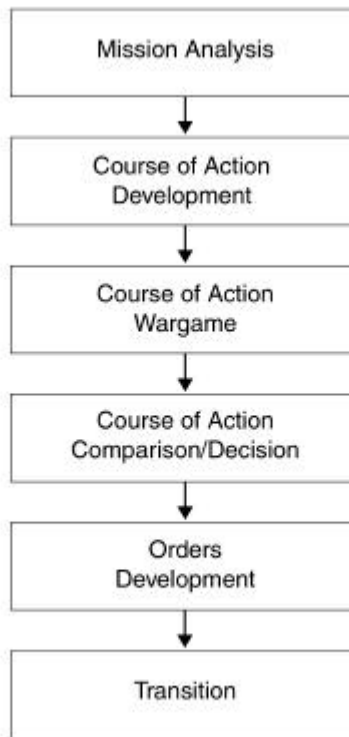 Mission Analysis
Course of Action
Development
Course of Action
Wargame
Course of Action
Comparison/Decision
Orders
Development
Transition